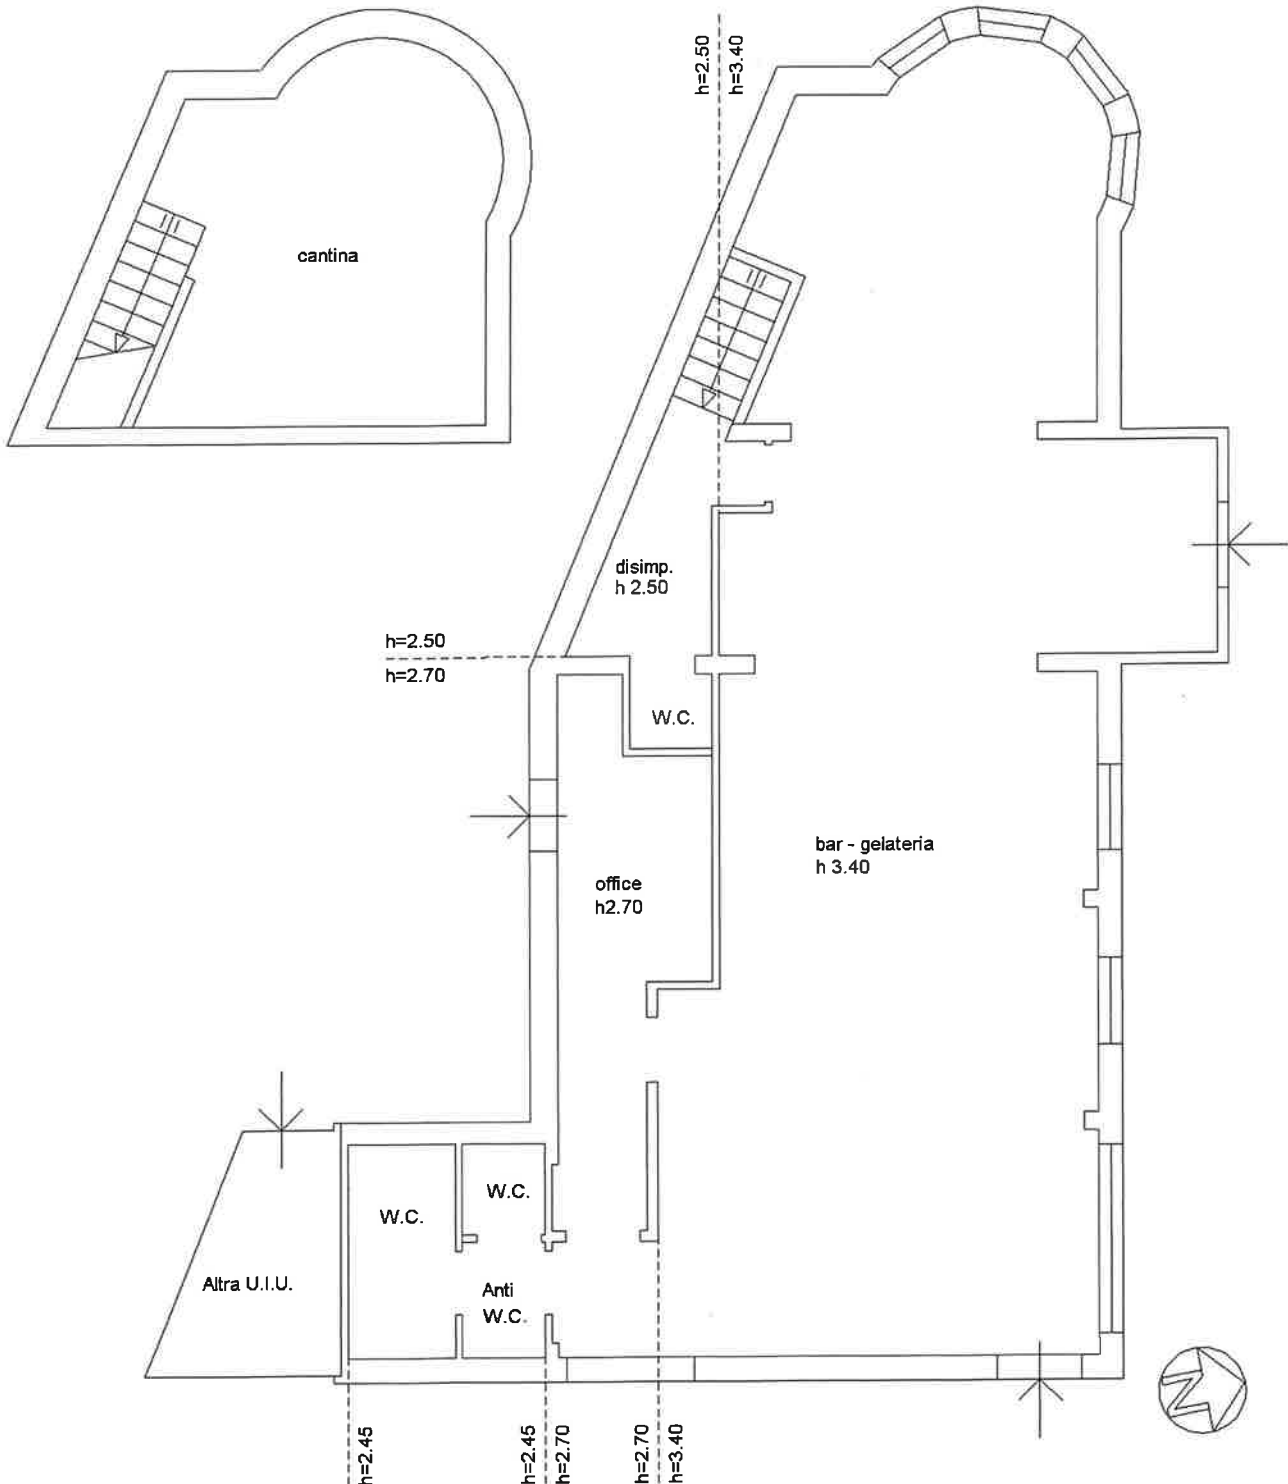 h=2.50
h=3.40
cantina
disimp.
h 2.50
h=2.50
h=2.70
W.C.
bar - gelateria
h 3.40
office
h2.70
W.C.
W.C.
Altra U.I.U.
Anti
W.C.
h=2.45
h=2.45
h=2.70
h=2.70
h=3.40
N